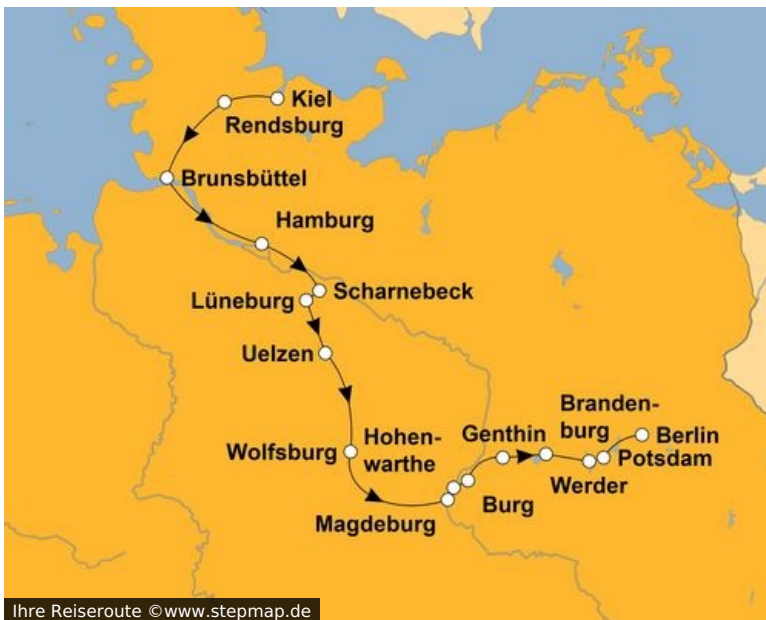 Kiel
Rendsburg
Brunsbüttel
Hamburg
Scharnebeck
Lüneburg
Uelzen
Wolfsburg
Hohen-
warthe
Magdeburg
Burg
Genthin
Branden-
burg
Werder
Potsdam
Berlin
Ihre Reiseroute ©www.stepmap.de